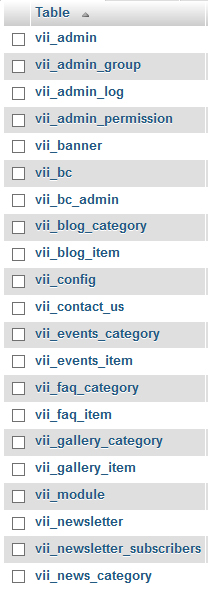 Table
vii_admin
vii_admin_group
vii_admin_log
vii_admin_permission
vii_banner
vii_bc
vii_bc_admin
vii_blog_category
vii_blog_item
vii_config
vii_contact_us
vii_events_category
vii_events_item
vii_faq_category
vii_faq_item
vii_gallery_category
vii_gallery_item
vii_module
vii_newsletter
vii_newsletter_subscribers
vii_news_category